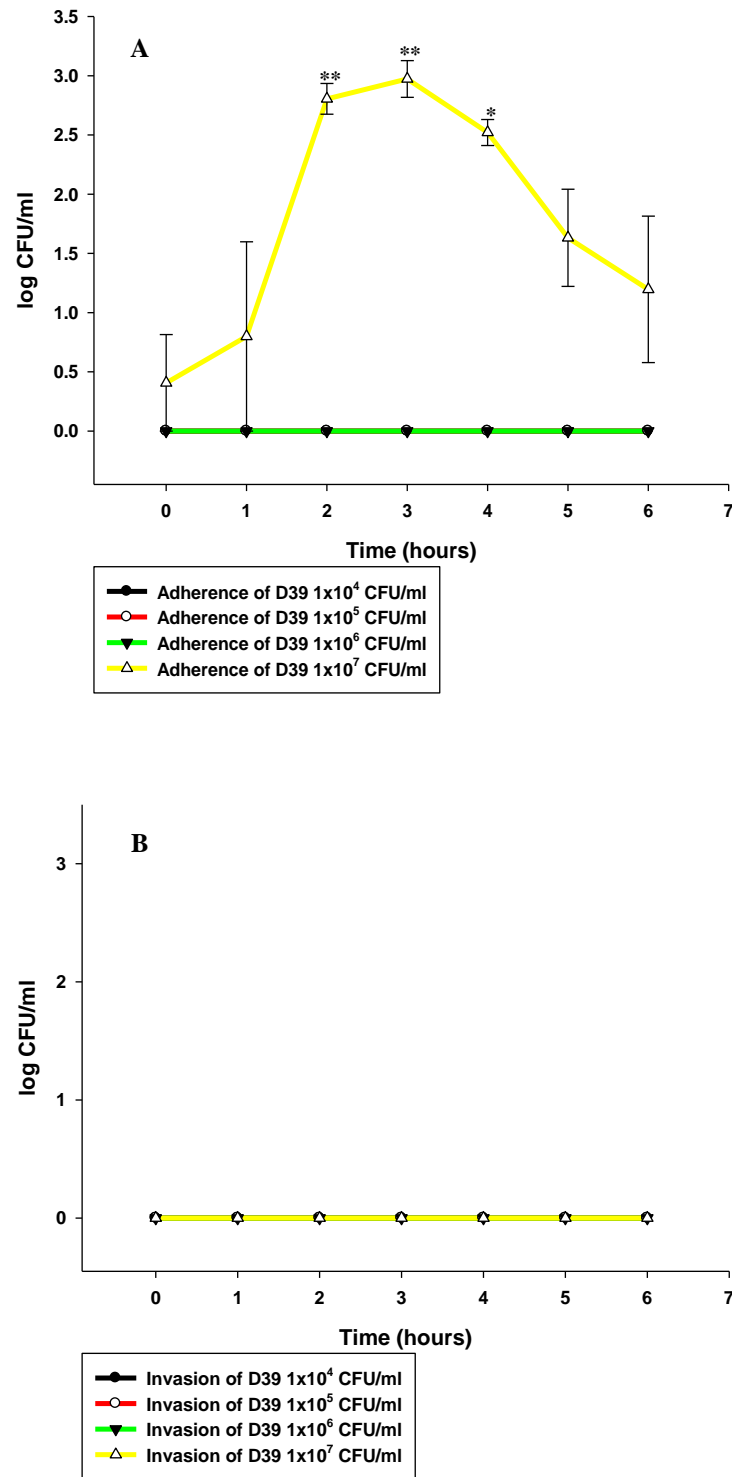 A
3.5
3.0
2.5
2.0
1.5
1.0
0.5
0.0
log CFU/ml
**
**
*
0 1 2 3 4 5 6 7
Time (hours)
Adherence of D39 1x10⁴ CFU/ml
Adherence of D39 1x10⁵ CFU/ml
Adherence of D39 1x10⁶ CFU/ml
Adherence of D39 1x10⁷ CFU/ml
B
3
2
1
0
log CFU/ml
0 1 2 3 4 5 6 7
Time (hours)
Invasion of D39 1x10⁴ CFU/ml
Invasion of D39 1x10⁵ CFU/ml
Invasion of D39 1x10⁶ CFU/ml
Invasion of D39 1x10⁷ CFU/ml